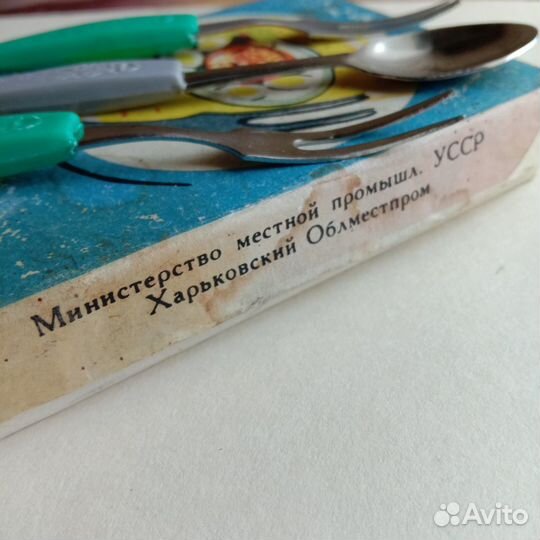 Министерство местной промышл. УССР
Харьковский Облместпром
Avito